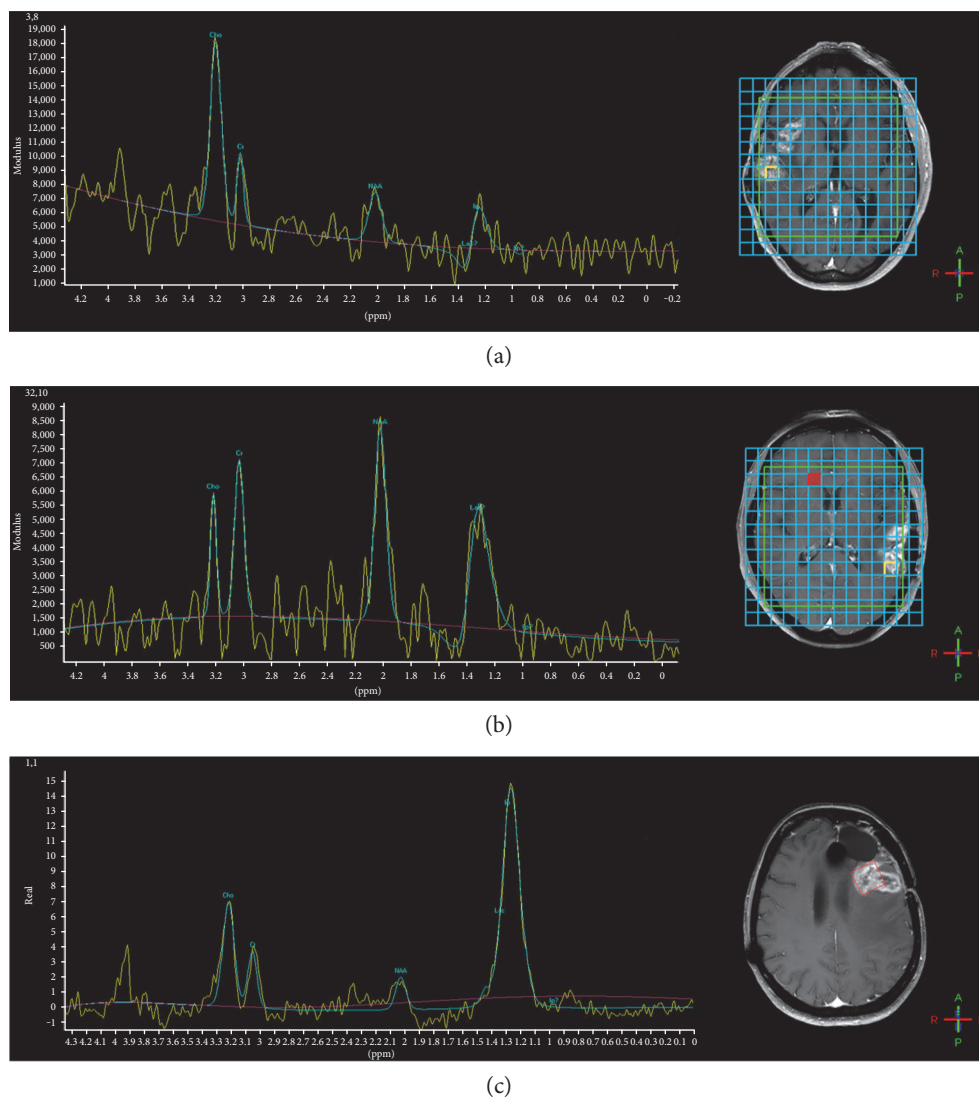 3,8
19,000
18,000
17,000
16,000
15,000
14,000
13,000
12,000
11,000
10,000
9,000
8,000
7,000
6,000
5,000
4,000
3,000
2,000
1,000
Modulus
Cho
Cr
NAA
4.2 4 3.8 3.6 3.4 3.2 3 2.8 2.6 2.4 2.2 2 1.8 1.6 1.4 1.2 1 0.8 0.6 0.4 0.2 0 -0.2
(ppm)
A
R
P
(a)
32,10
9,000
8,500
7,000
6,500
6,000
5,500
4,500
3,500
3,000
2,500
2,000
1,500
1,000
500
Modulus
Cho
Cr
NAA
4.2 4 3.8 3.6 3.4 3.2 3 2.8 2.6 2.4 2.2 2 1.8 1.6 1.4 1.2 1 0.8 0.6 0.4 0.2 0
(ppm)
A
R
P
(b)
1,1
15
14
13
12
11
10
9
8
7
6
5
4
3
2
1
0
-1
Real
Cho
Cr
NAA
Lac
lip
4.3 4.2 4.1 4 3.9 3.8 3.7 3.6 3.5 3.4 3.3 3.2 3.1 3 2.9 2.8 2.7 2.6 2.5 2.4 2.3 2.2 2.1 2 1.9 1.8 1.7 1.6 1.5 1.4 1.3 1.2 1.1 1 0.9 0.8 0.7 0.6 0.5 0.4 0.3 0.2 0.1 0
(ppm)
A
R
P
(c)